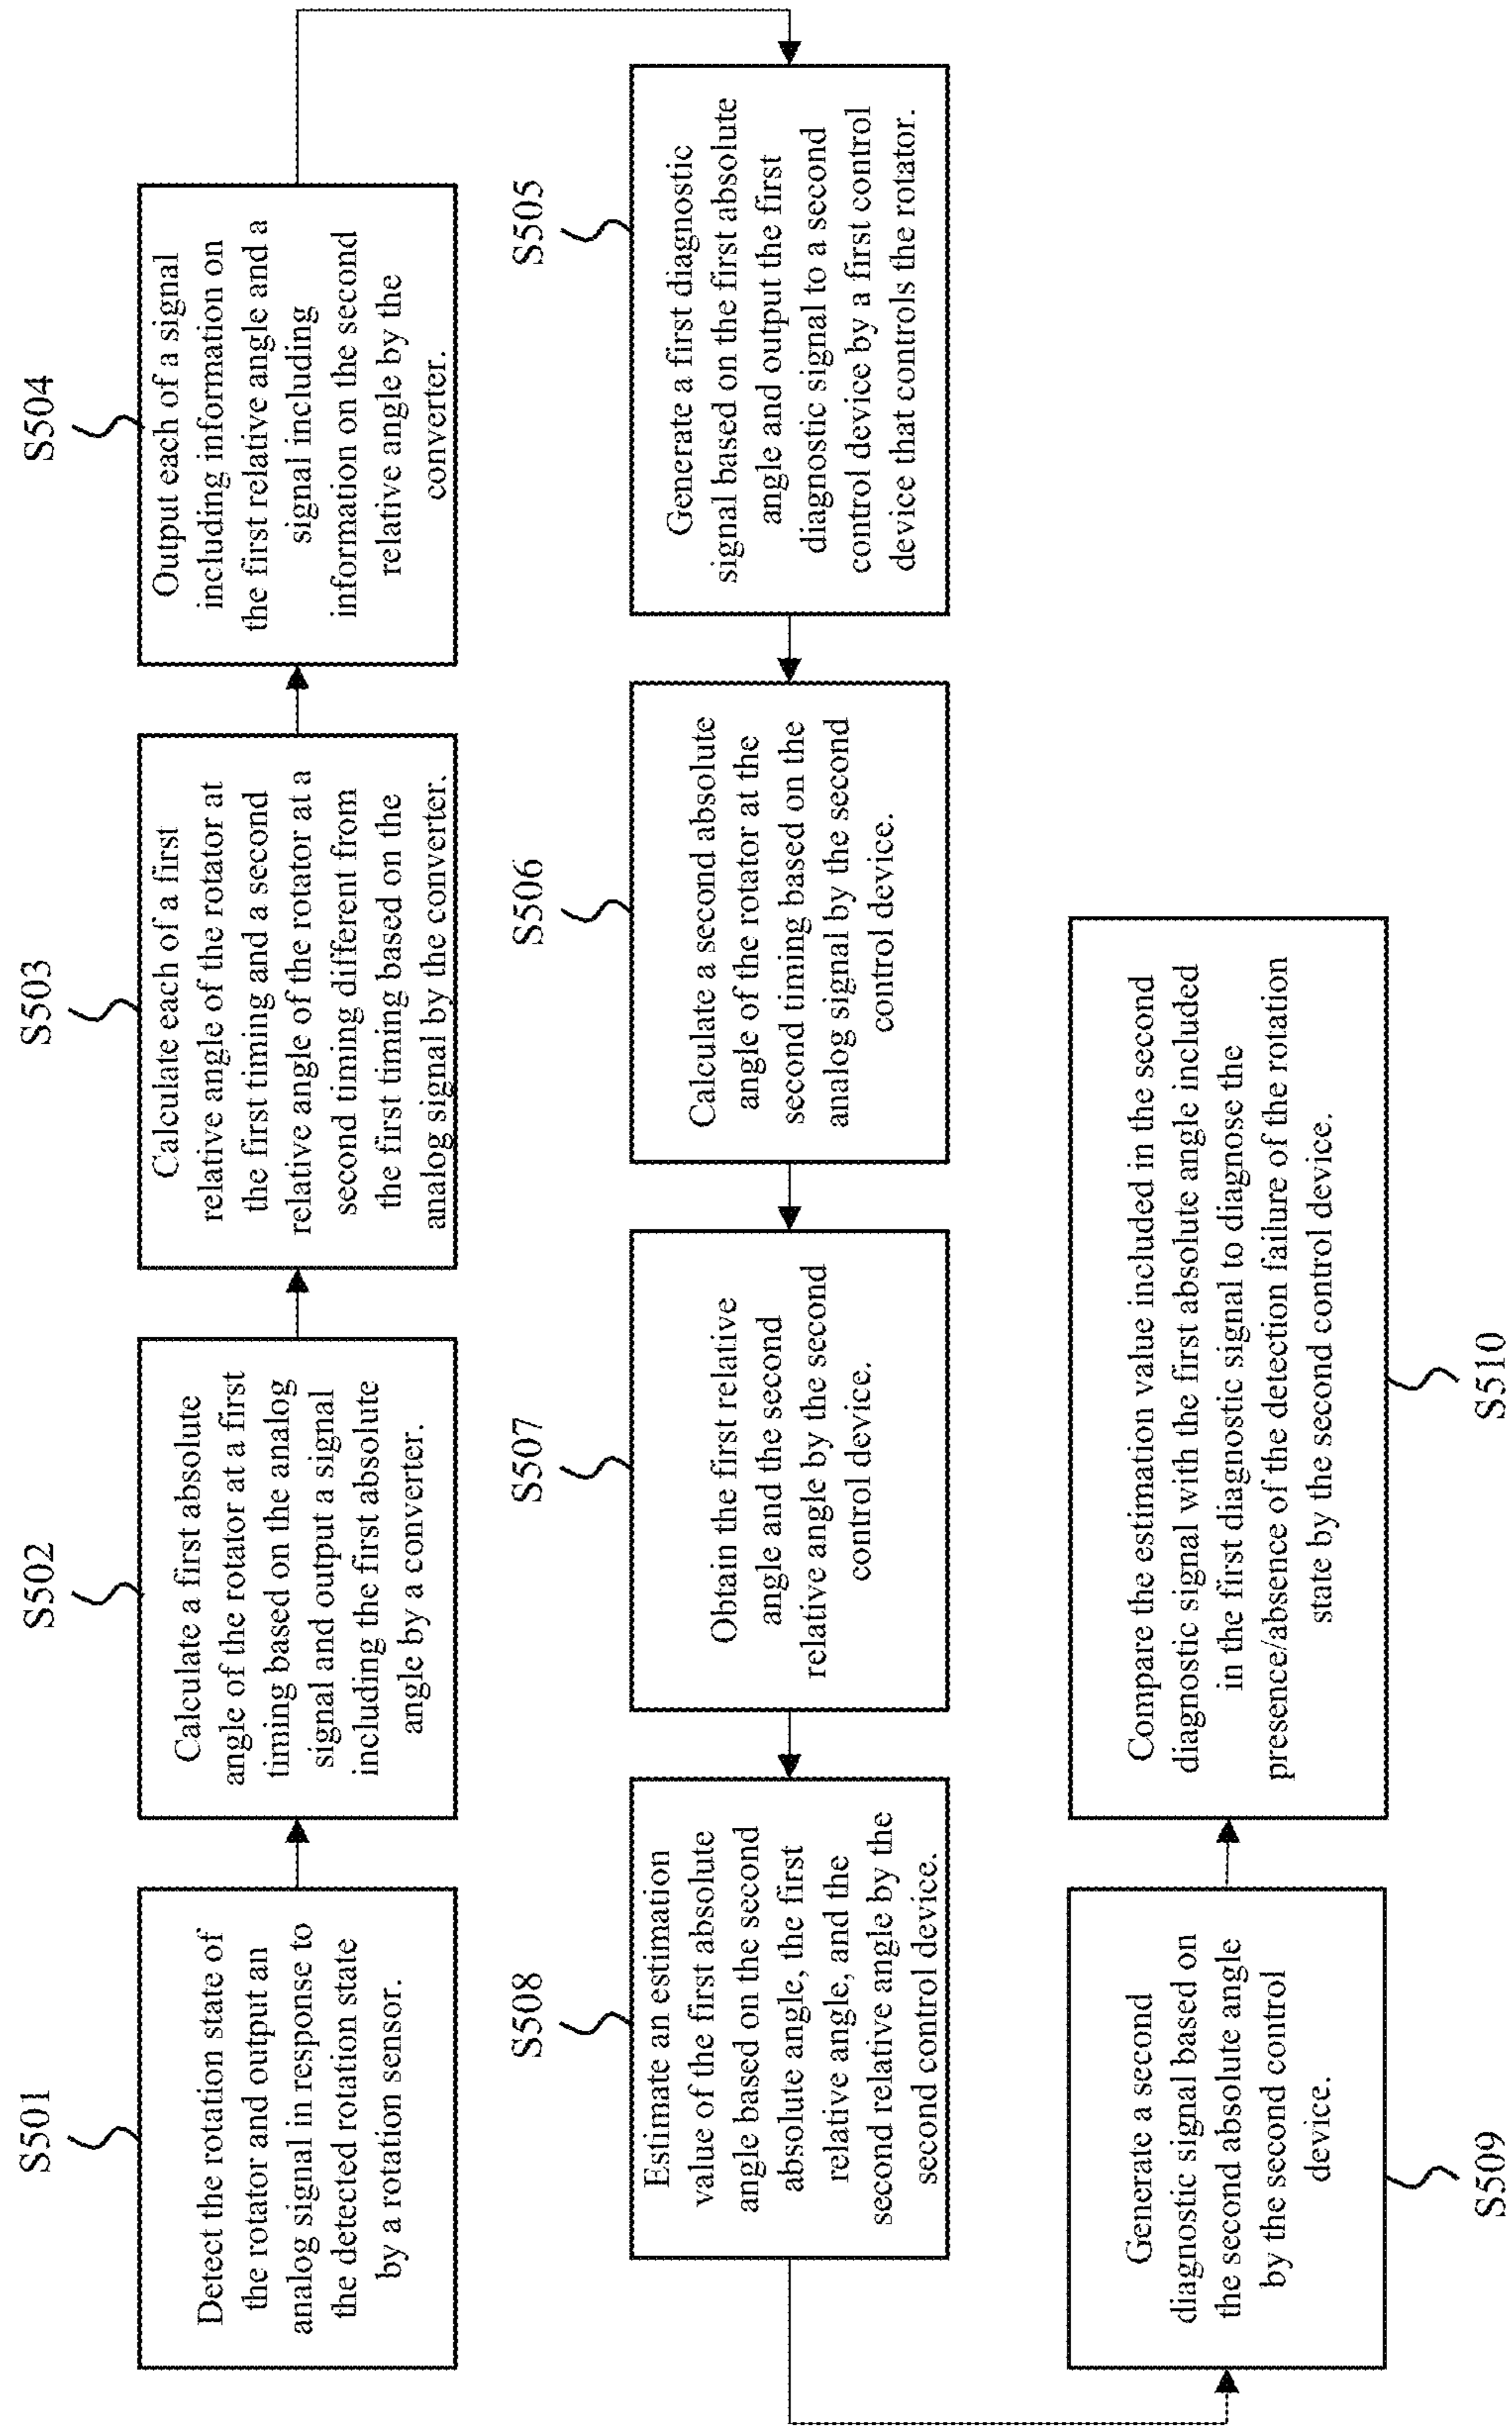 S501
Detect the rotation state of
the rotator and output an
analog signal in response to
the detected rotation state
by a rotation sensor.
S502
Calculate a first absolute
angle of the rotator at a first
timing based on the analog
signal and output a signal
including the first absolute
angle by a converter.
S503
Calculate each of a first
relative angle of the rotator at
the first timing and a second
relative angle of the rotator at a
second timing different from
the first timing based on the
analog signal by the converter.
S504
Output each of a signal
including information on
the first relative angle and a
signal including
information on the second
relative angle by the
converter.
S505
Generate a first diagnostic
signal based on the first absolute
angle and output the first
diagnostic signal to a second
control device by a first control
device that controls the rotator.
S506
Calculate a second absolute
angle of the rotator at the
second timing based on the
analog signal by the second
control device.
S507
Obtain the first relative
angle and the second
relative angle by the second
control device.
S508
Estimate an estimation
value of the first absolute
angle based on the second
absolute angle, the first
relative angle, and the
second relative angle by the
second control device.
Generate a second
diagnostic signal based on
the second absolute angle
by the second control
device.
S509
Compare the estimation value included in the second
diagnostic signal with the first absolute angle included
in the first diagnostic signal to diagnose the
presence/absence of the detection failure of the rotation
state by the second control device.
S510